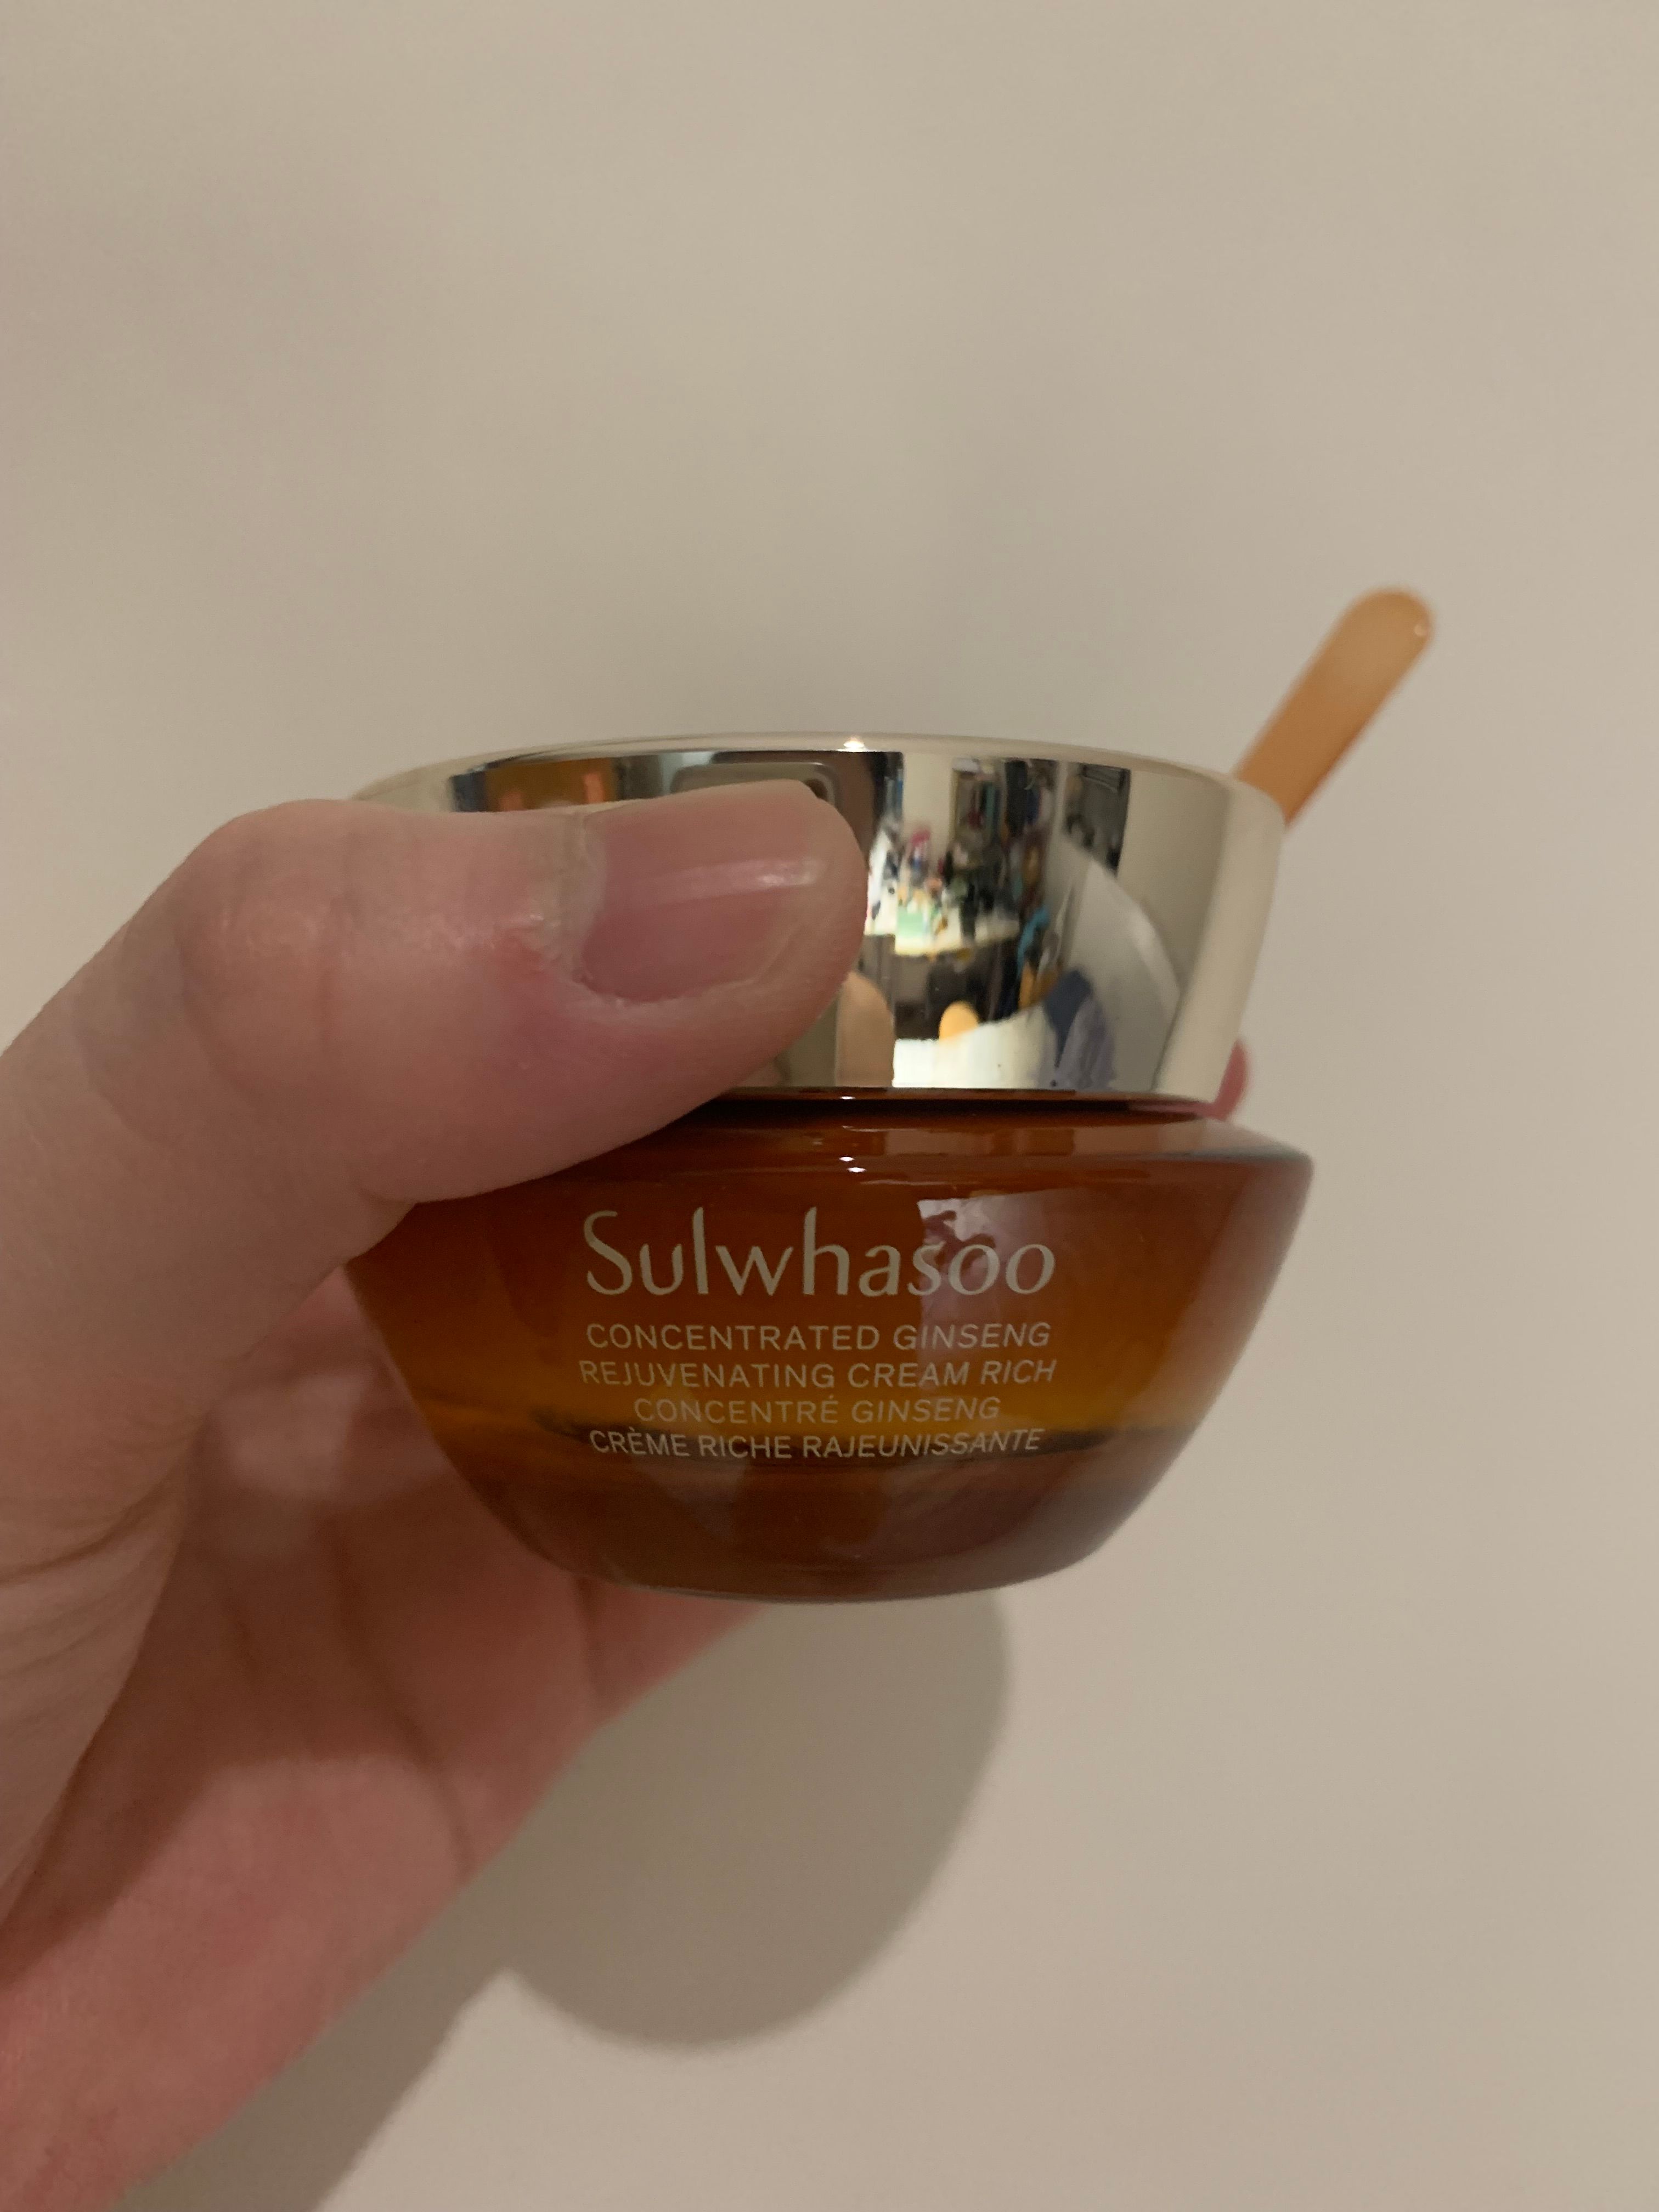 Sulwhasoo
CONCENTRATED GINSENG
REJUVENATING CREAM RICH
CONCENTRÉ GINSENG
CRÈME RICHE RAJEUNISSANTE